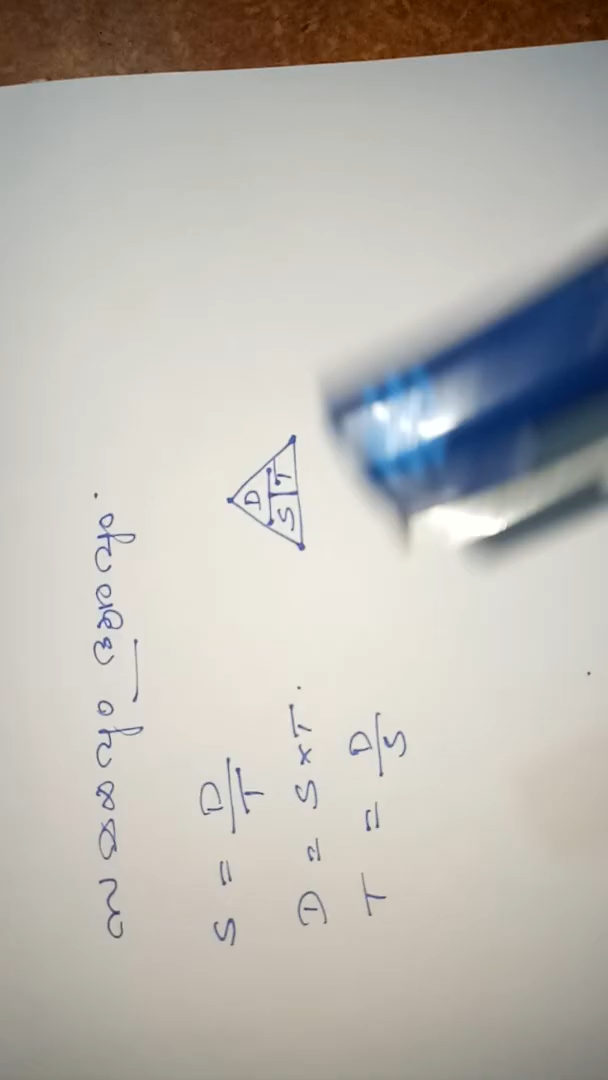 S = D/T
D = S × T.
T = D/S
D
S T